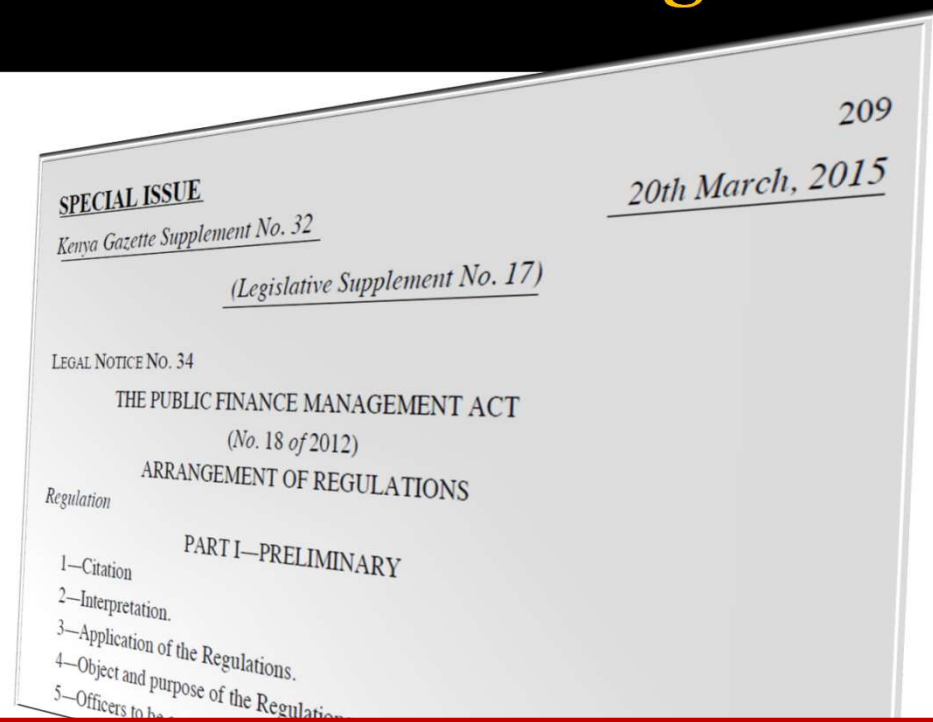 209
SPECIAL ISSUE
20th March, 2015
Kenya Gazette Supplement No. 32
(Legislative Supplement No. 17)
LEGAL NOTICE NO. 34
THE PUBLIC FINANCE MANAGEMENT ACT
(No. 18 of 2012)
ARRANGEMENT OF REGULATIONS
Regulation
PART I—PRELIMINARY
1—Citation
2—Interpretation.
3—Application of the Regulations.
4—Object and purpose of the
5—Officers to